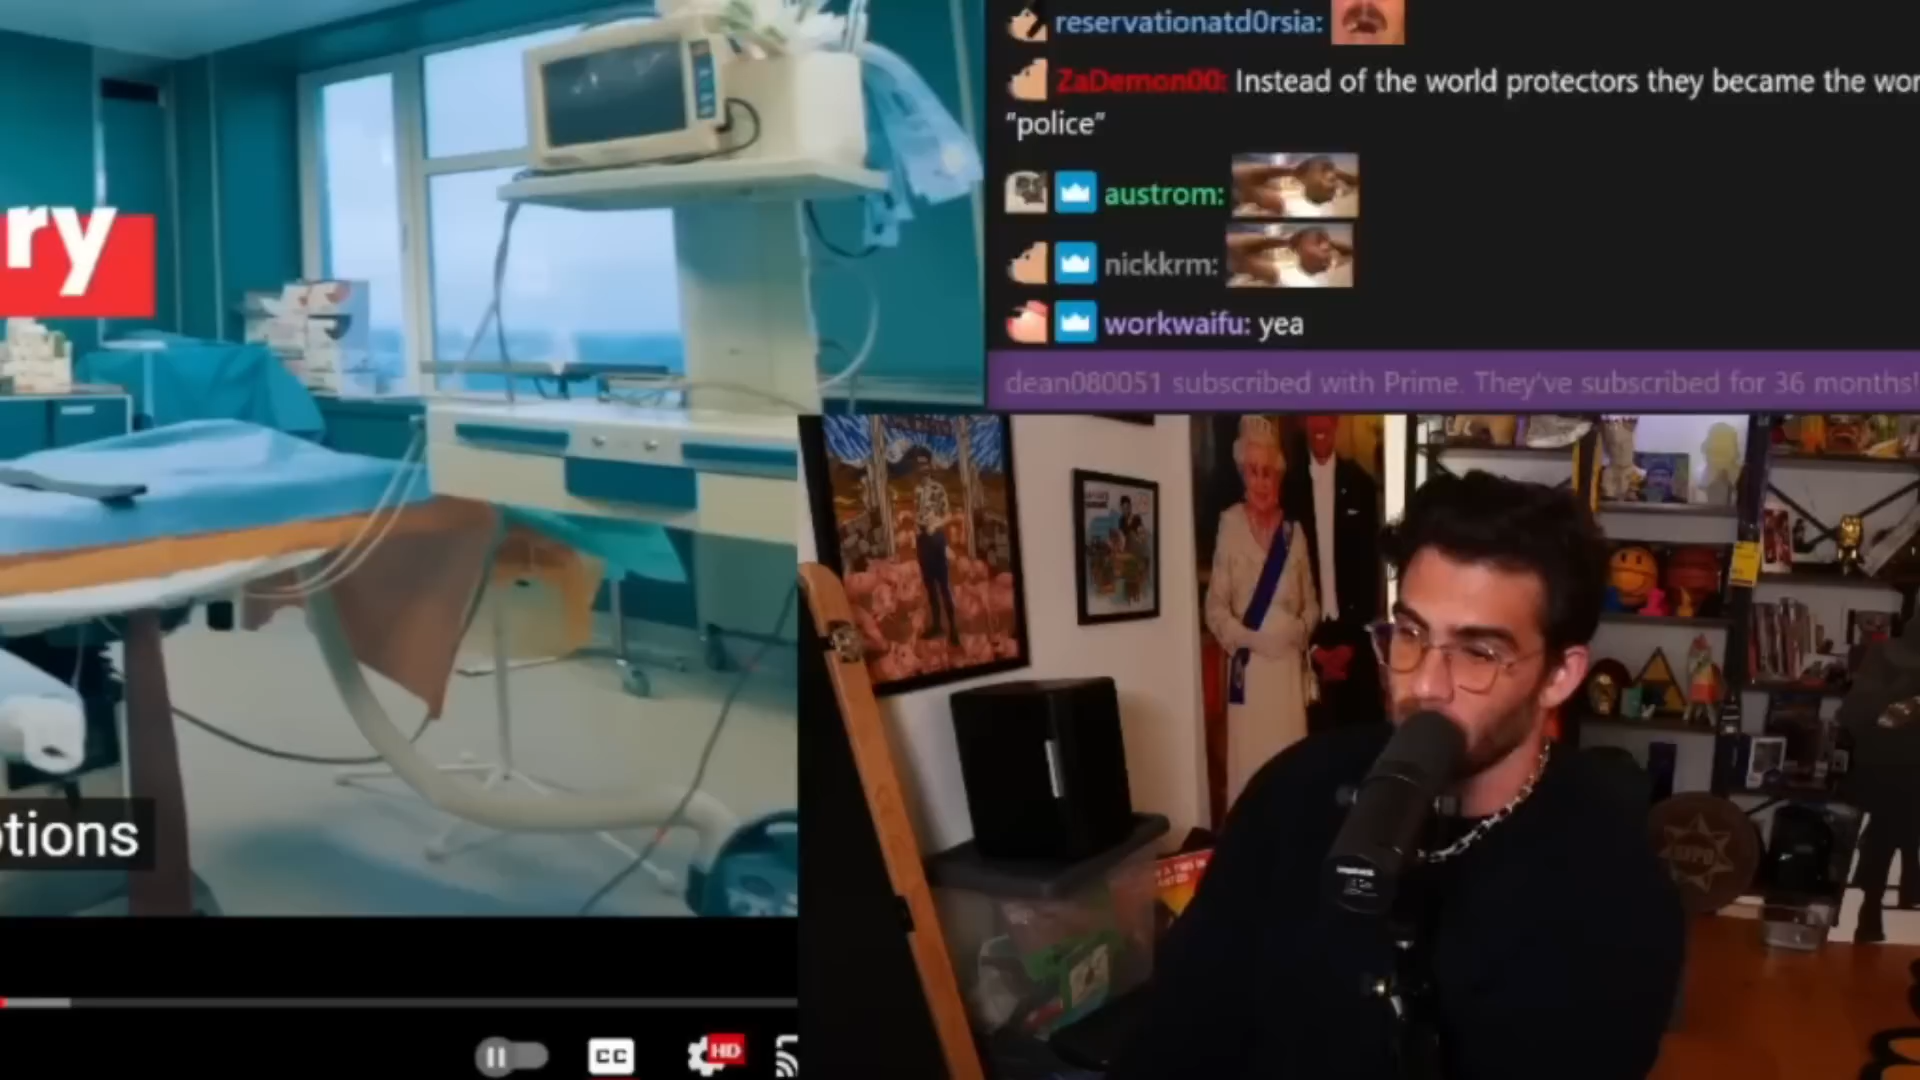 ry
otions
CC
HD
reservationatd0rsia:
ZaDemon00: Instead of the world protectors they became the wor
“police”
austrom:
nickkrm:
workwaifu: yea
dean080051 subscribed with Prime. They've subscribed for 36 months!